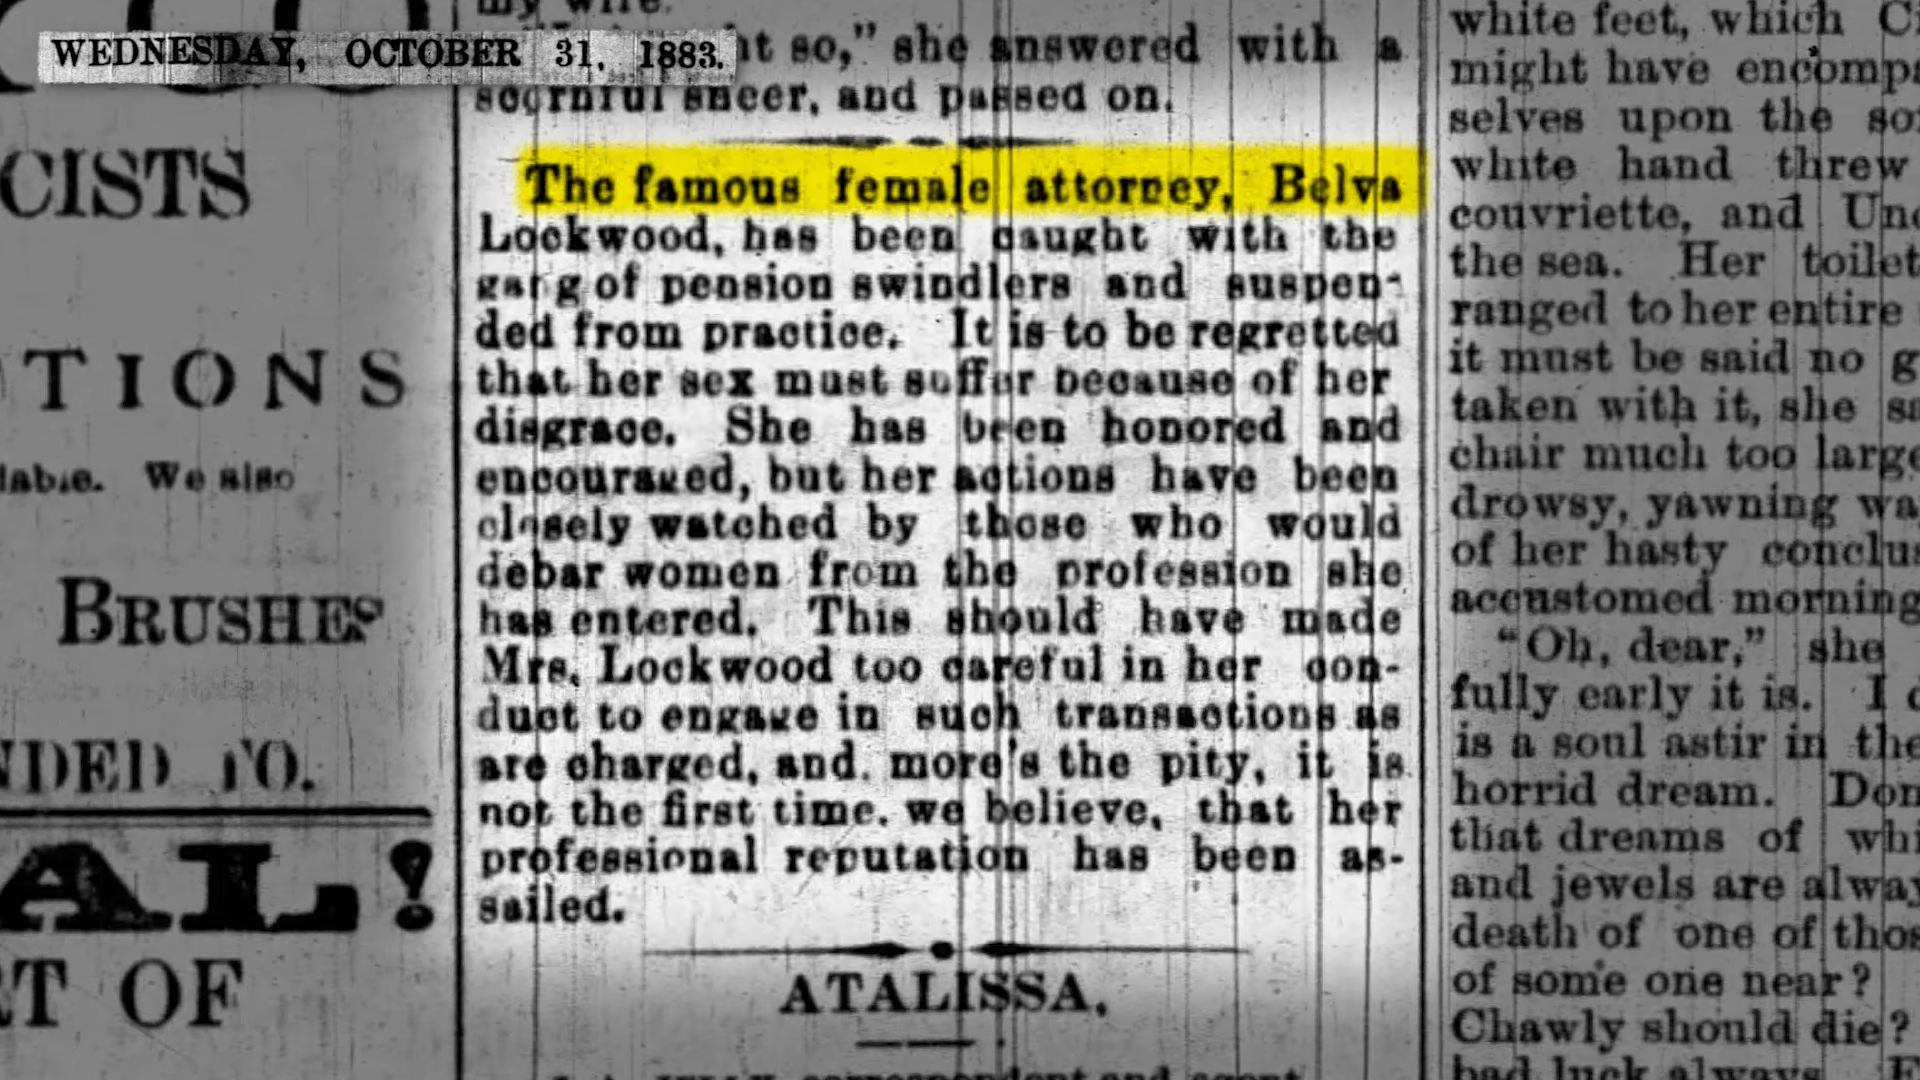 WEDNESDAY, OCTOBER 31, 1883.
so," she answered with a
scornful sneer, and passed on.
The famous female attorney, Belva
Lockwood, has been caught with the
gang of pension swindlers and suspen-
ded from practice. It is to be regretted
that her sex must suffer because of her
disgrace. She has been honored and
encouraged, but her actions have been
closely watched by those who would
debar women from the profession she
has entered. This should have made
Mrs. Lockwood too careful in her con-
duct to engage in such transactions as
are charged, and, more's the pity, it is
not the first time, we believe, that her
professional reputation has been as-
sailed.
ATALISSA,
CISTS
TIONS
We also
BRUSHES
NDED TO.
AL!
OF
white feet, which
might have
selves upon the
white hand threw
couvriette, and
the sea. Her
ranged to her entire
it must be said no
taken with it, she
chair much too large
drowsy, yawning
of her hasty
accustomed morning
"Oh, dear," she
fully early it is. I
is a soul astir in the
horrid dream.
that dreams of
and jewels are
death of one of
of some one near?
Chawly should die?
bad luck always.